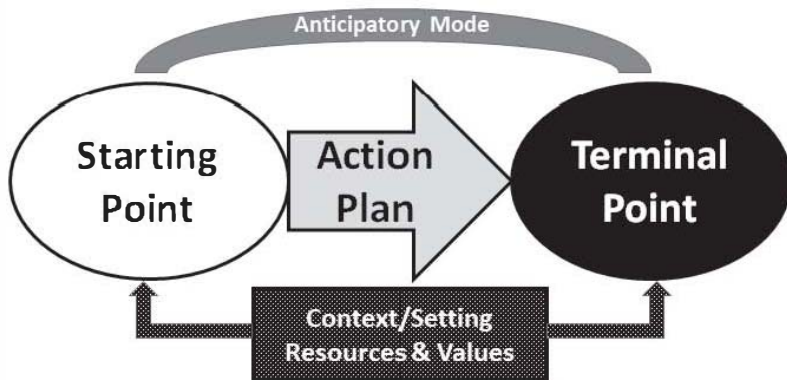 Anticipatory Mode
Starting
Point
Action
Plan
Terminal
Point
Context/Setting
Resources & Values